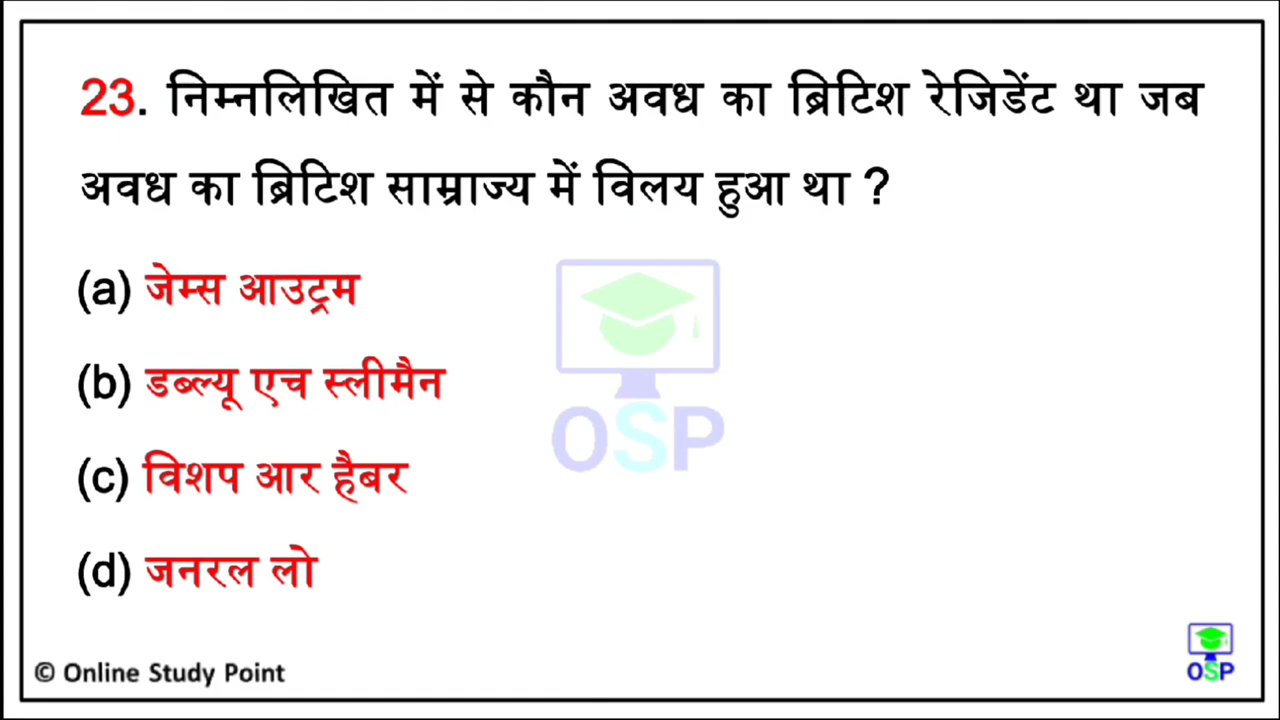 23. निम्नलिखित में से कौन अवध का ब्रिटिश रेजिडेंट था जब
अवध का ब्रिटिश साम्राज्य में विलय हुआ था ?
(a) जेम्स आउट्रम
(b) डब्ल्यू एच स्लीमैन
(c) विशप आर हैबर
(d) जनरल लो
OSP
© Online Study Point
OSP